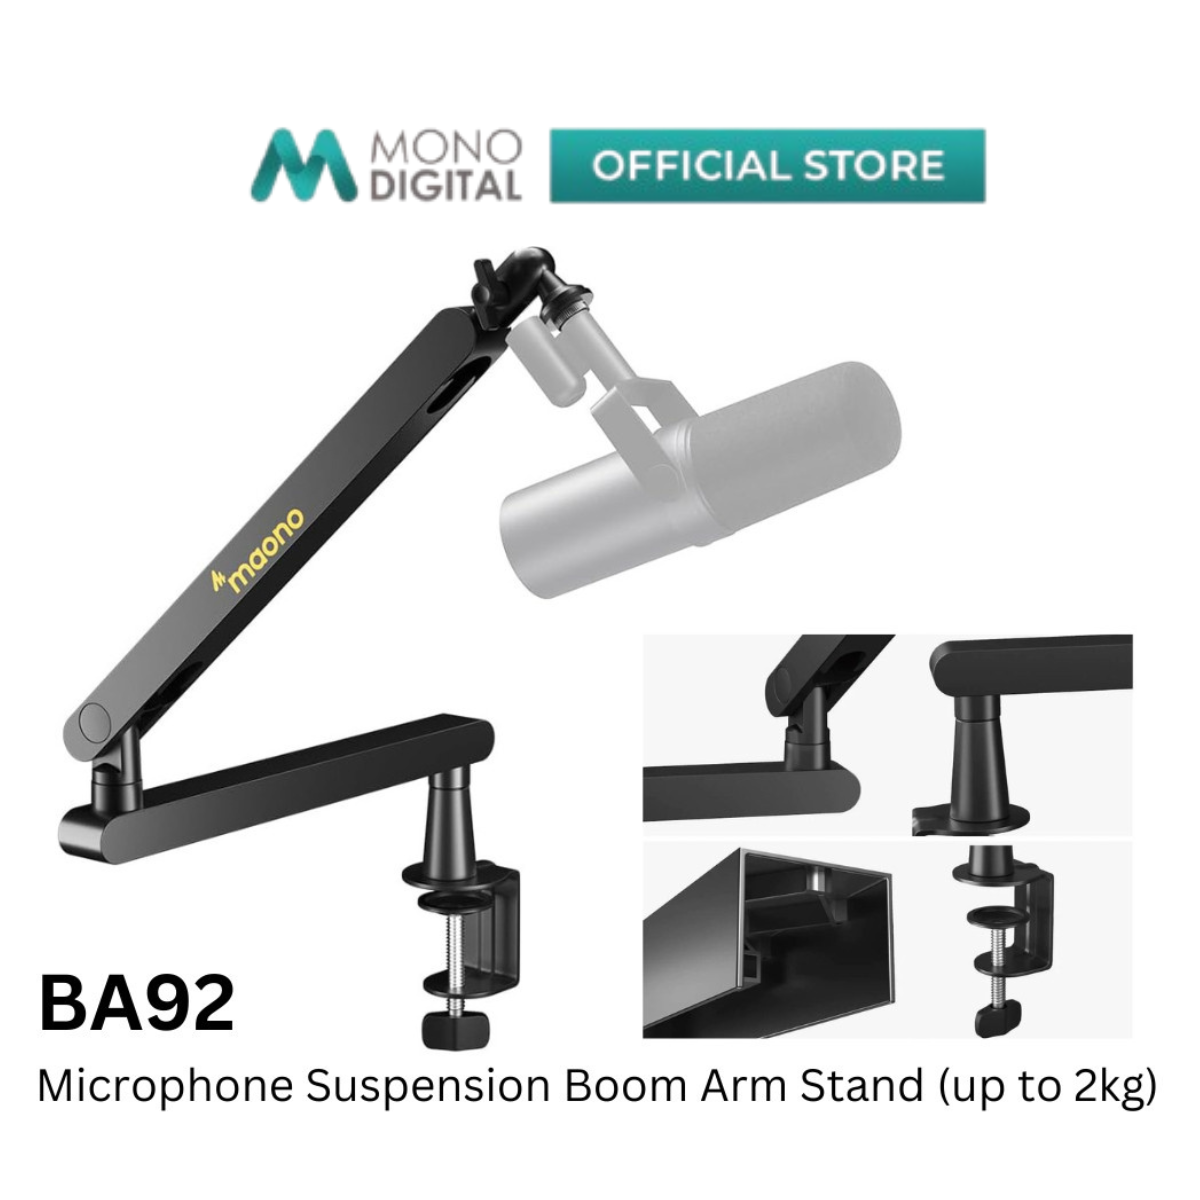 MONO
DIGITAL
OFFICIAL STORE
maono
BA92
Microphone Suspension Boom Arm Stand (up to 2kg)